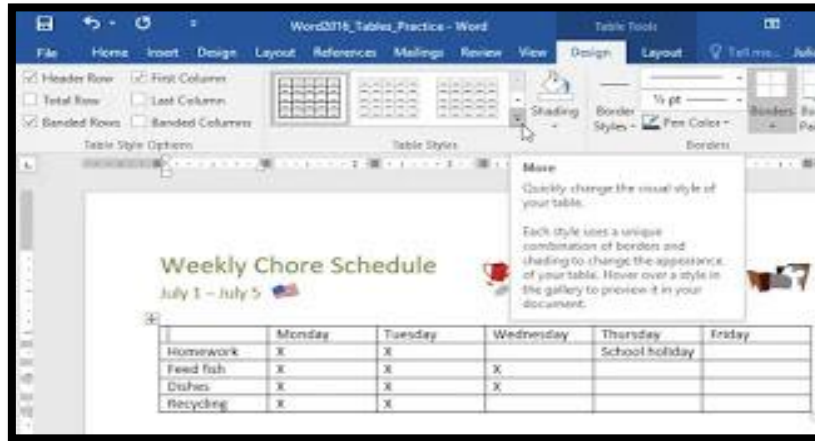 Word2016_Tables_Practice - Word Table Tools
File Home Insert Design Layout References Mailings Review View Design Layout Tell me...
Header Row First Column
Total Row Last Column
Banded Rows Banded Columns
Shading
Border Styles
½ pt
Pen Color
Borders
Table Style Options Table Styles Borders
More
Quickly change the visual style of
your table.
Each style uses a unique
combination of borders and
shading to change the appearance
of your table. Hover over a style in
the gallery to preview it in your
document.
Weekly Chore Schedule
July 1 – July 5
Monday Tuesday Wednesday Thursday Friday
Homework X X School holiday
Feed fish X X X
Dishes X X X
Recycling X X